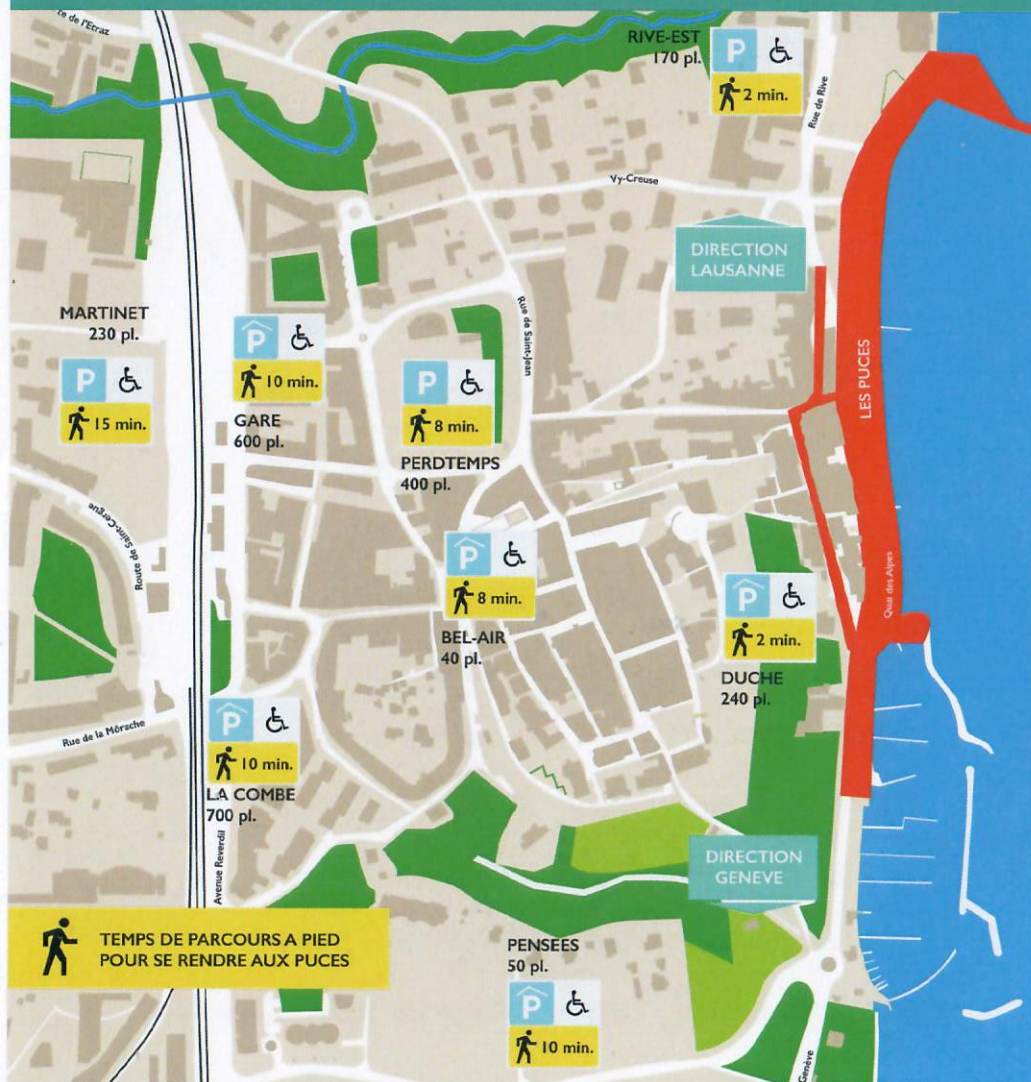 te de l'Etraz
RIVE-EST
170 pl.
P
2 min.
Rue de Rive
Vy-Creuse
DIRECTION
LAUSANNE
MARTINET
230 pl.
P
15 min.
P
10 min.
GARE
600 pl.
Rue de Saint-Jean
P
8 min.
PERDTEMPS
400 pl.
LES PUCES
Route de Saint-Cergue
P
8 min.
BEL-AIR
40 pl.
Quai des Alpes
P
2 min.
DUCHE
240 pl.
Rue de la Môrache
P
10 min.
LA COMBE
700 pl.
Avenue Reverdil
DIRECTION
GENEVE
TEMPS DE PARCOURS A PIED
POUR SE RENDRE AUX PUCES
PENSEES
50 pl.
P
10 min.
Genève